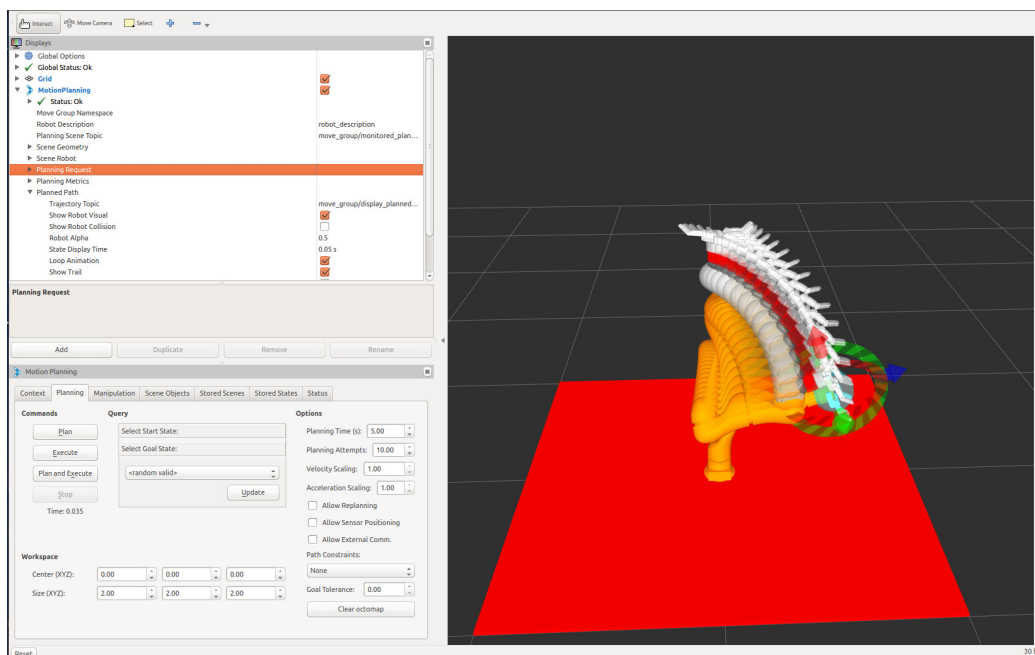 Interact Move Camera Select
Displays
Global Options
Global Status: Ok
Grid
MotionPlanning
Status: Ok
Move Group Namespace
Robot Description robot_description
Planning Scene Topic move_group/monitored_plan...
Scene Geometry
Scene Robot
Planning Request
Planning Metrics
Planned Path
Trajectory Topic move_group/display_planned...
Show Robot Visual
Show Robot Collision
Robot Alpha 0.5
State Display Time 0.05 s
Loop Animation
Show Trail
Planning Request
Add Duplicate Remove Rename
Motion Planning
Context Planning Manipulation Scene Objects Stored Scenes Stored States Status
Commands Query Options
Plan Select Start State: Planning Time (s): 5.00
Execute Select Goal State: Planning Attempts: 10.00
Plan and Execute <random valid> Velocity Scaling: 1.00
Stop Update Acceleration Scaling: 1.00
Time: 0.035 Allow Replanning
Allow Sensor Positioning
Allow External Comm.
Workspace Path Constraints:
Center (XYZ): 0.00 0.00 0.00 None
Size (XYZ): 2.00 2.00 2.00 Goal Tolerance: 0.00
Clear octomap
Reset